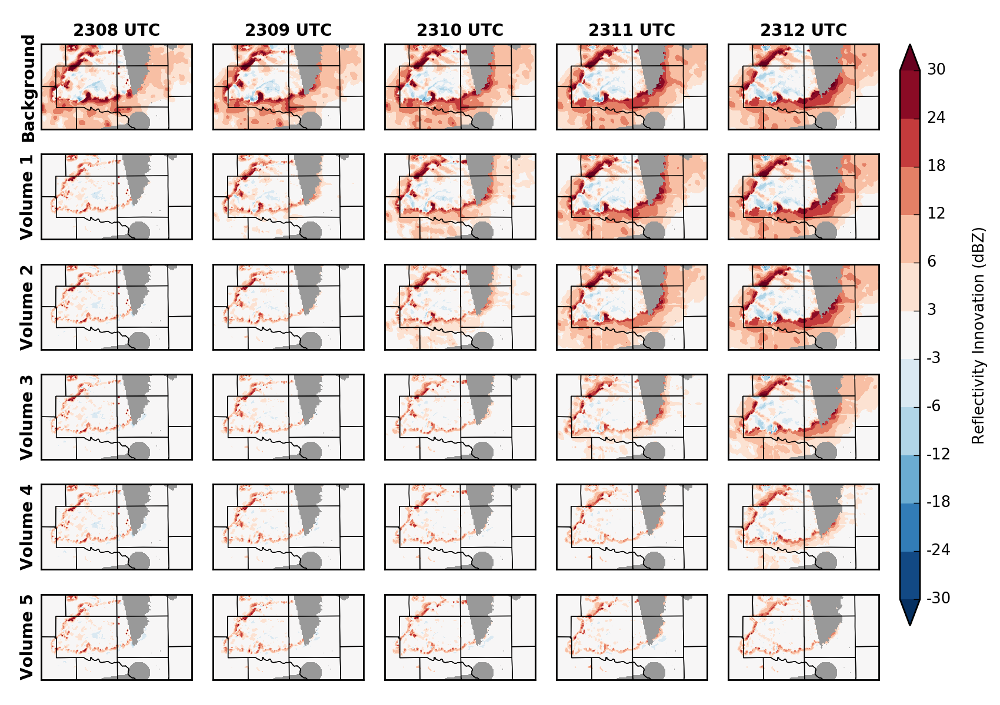 2308 UTC 2309 UTC 2310 UTC 2311 UTC 2312 UTC
Background
Volume 1
Volume 2
Volume 3
Volume 4
Volume 5
30
24
18
12
6
3
-3
-6
-12
-18
-24
-30
Reflectivity Innovation (dBZ)